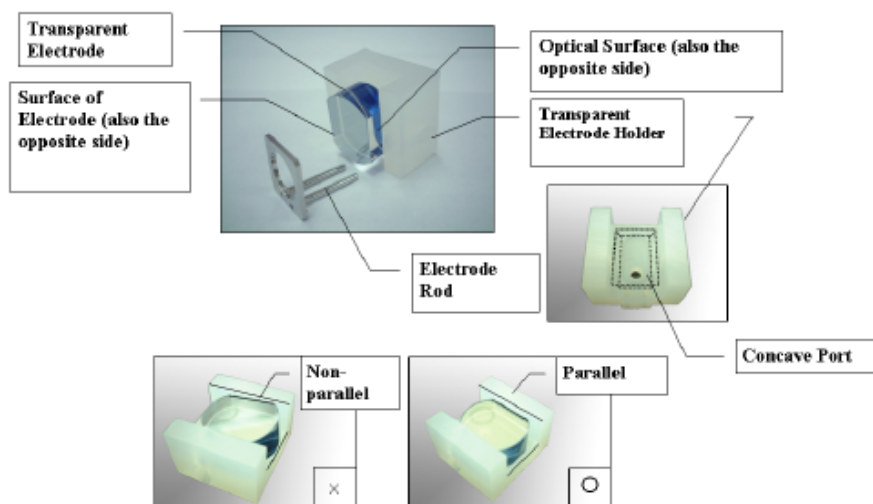 Transparent
Electrode
Optical Surface (also the
opposite side)
Surface of
Electrode (also the
opposite side)
Transparent
Electrode Holder
Electrode
Rod
Concave Port
Non-
parallel
Parallel
×
○